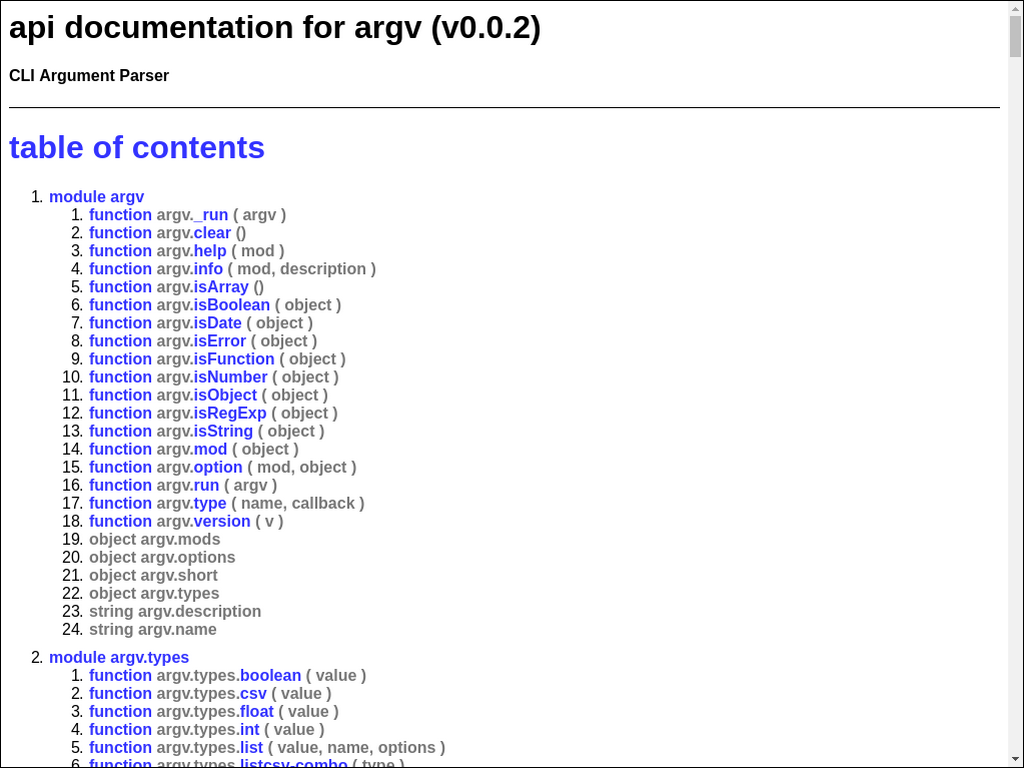 api documentation for argv (v0.0.2)
CLI Argument Parser
table of contents
1. module argv
1. function argv._run ( argv )
2. function argv.clear ()
3. function argv.help ( mod )
4. function argv.info ( mod, description )
5. function argv.isArray ()
6. function argv.isBoolean ( object )
7. function argv.isDate ( object )
8. function argv.isError ( object )
9. function argv.isFunction ( object )
10. function argv.isNumber ( object )
11. function argv.isObject ( object )
12. function argv.isRegExp ( object )
13. function argv.isString ( object )
14. function argv.mod ( object )
15. function argv.option ( mod, object )
16. function argv.run ( argv )
17. function argv.type ( name, callback )
18. function argv.version ( v )
19. object argv.mods
20. object argv.options
21. object argv.short
22. object argv.types
23. string argv.description
24. string argv.name
2. module argv.types
1. function argv.types.boolean ( value )
2. function argv.types.csv ( value )
3. function argv.types.float ( value )
4. function argv.types.int ( value )
5. function argv.types.list ( value, name, options )
6. function argv.types.listcsv-combo ( type )